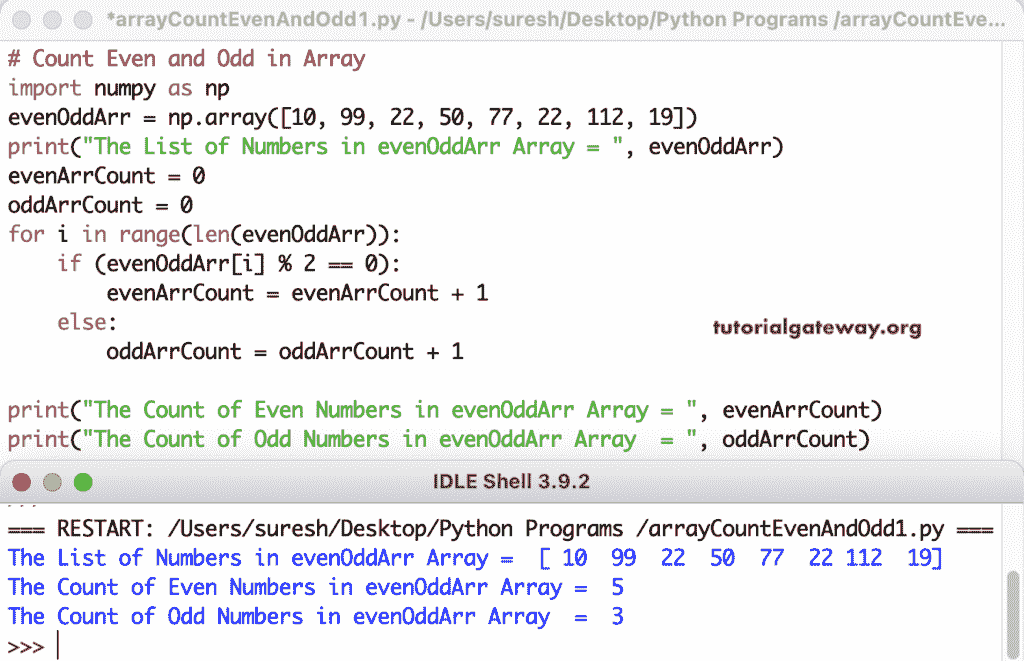 *arrayCountEvenAndOdd1.py - /Users/suresh/Desktop/Python Programs /arrayCountEve...
# Count Even and Odd in Array
import numpy as np
evenOddArr = np.array([10, 99, 22, 50, 77, 22, 112, 19])
print("The List of Numbers in evenOddArr Array = ", evenOddArr)
evenArrCount = 0
oddArrCount = 0
for i in range(len(evenOddArr)):
    if (evenOddArr[i] % 2 == 0):
        evenArrCount = evenArrCount + 1
    else:
tutorialgateway.org
        oddArrCount = oddArrCount + 1
print("The Count of Even Numbers in evenOddArr Array = ", evenArrCount)
print("The Count of Odd Numbers in evenOddArr Array  = ", oddArrCount)
IDLE Shell 3.9.2
=== RESTART: /Users/suresh/Desktop/Python Programs /arrayCountEvenAndOdd1.py ===
The List of Numbers in evenOddArr Array =  [ 10  99  22  50  77  22 112  19]
The Count of Even Numbers in evenOddArr Array =  5
The Count of Odd Numbers in evenOddArr Array  =  3
>>>